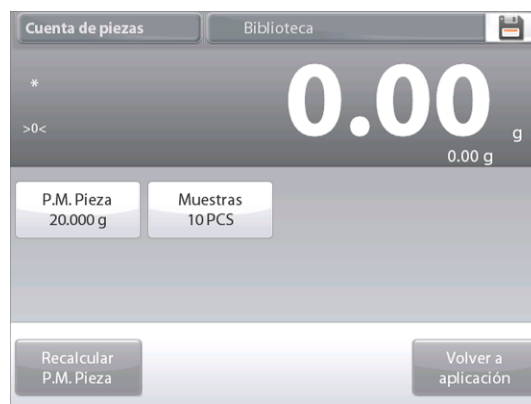 Cuenta de piezas
Biblioteca
*
>0<
0.00 g
0.00 g
P.M. Pieza
20.000 g
Muestras
10 PCS
Recalcular
P.M. Pieza
Volver a
aplicación